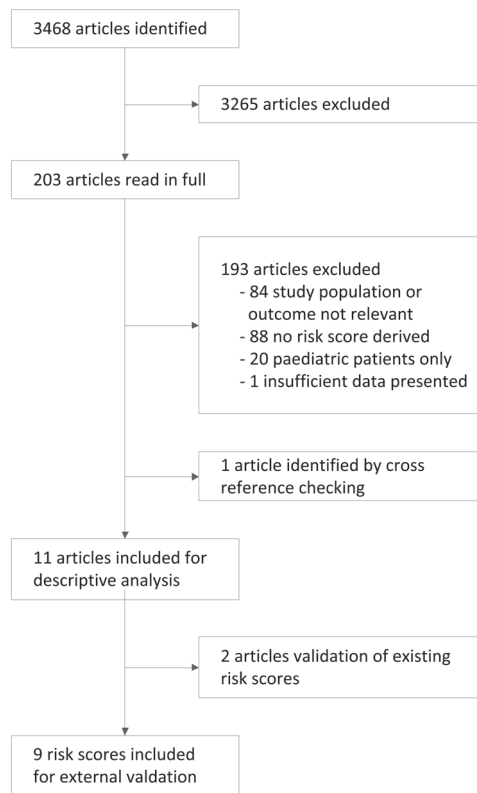 3468 articles identified
3265 articles excluded
203 articles read in full
193 articles excluded
- 84 study population or
outcome not relevant
- 88 no risk score derived
- 20 paediatric patients only
- 1 insufficient data presented
1 article identified by cross
reference checking
11 articles included for
descriptive analysis
2 articles validation of existing
risk scores
9 risk scores included
for external valdation